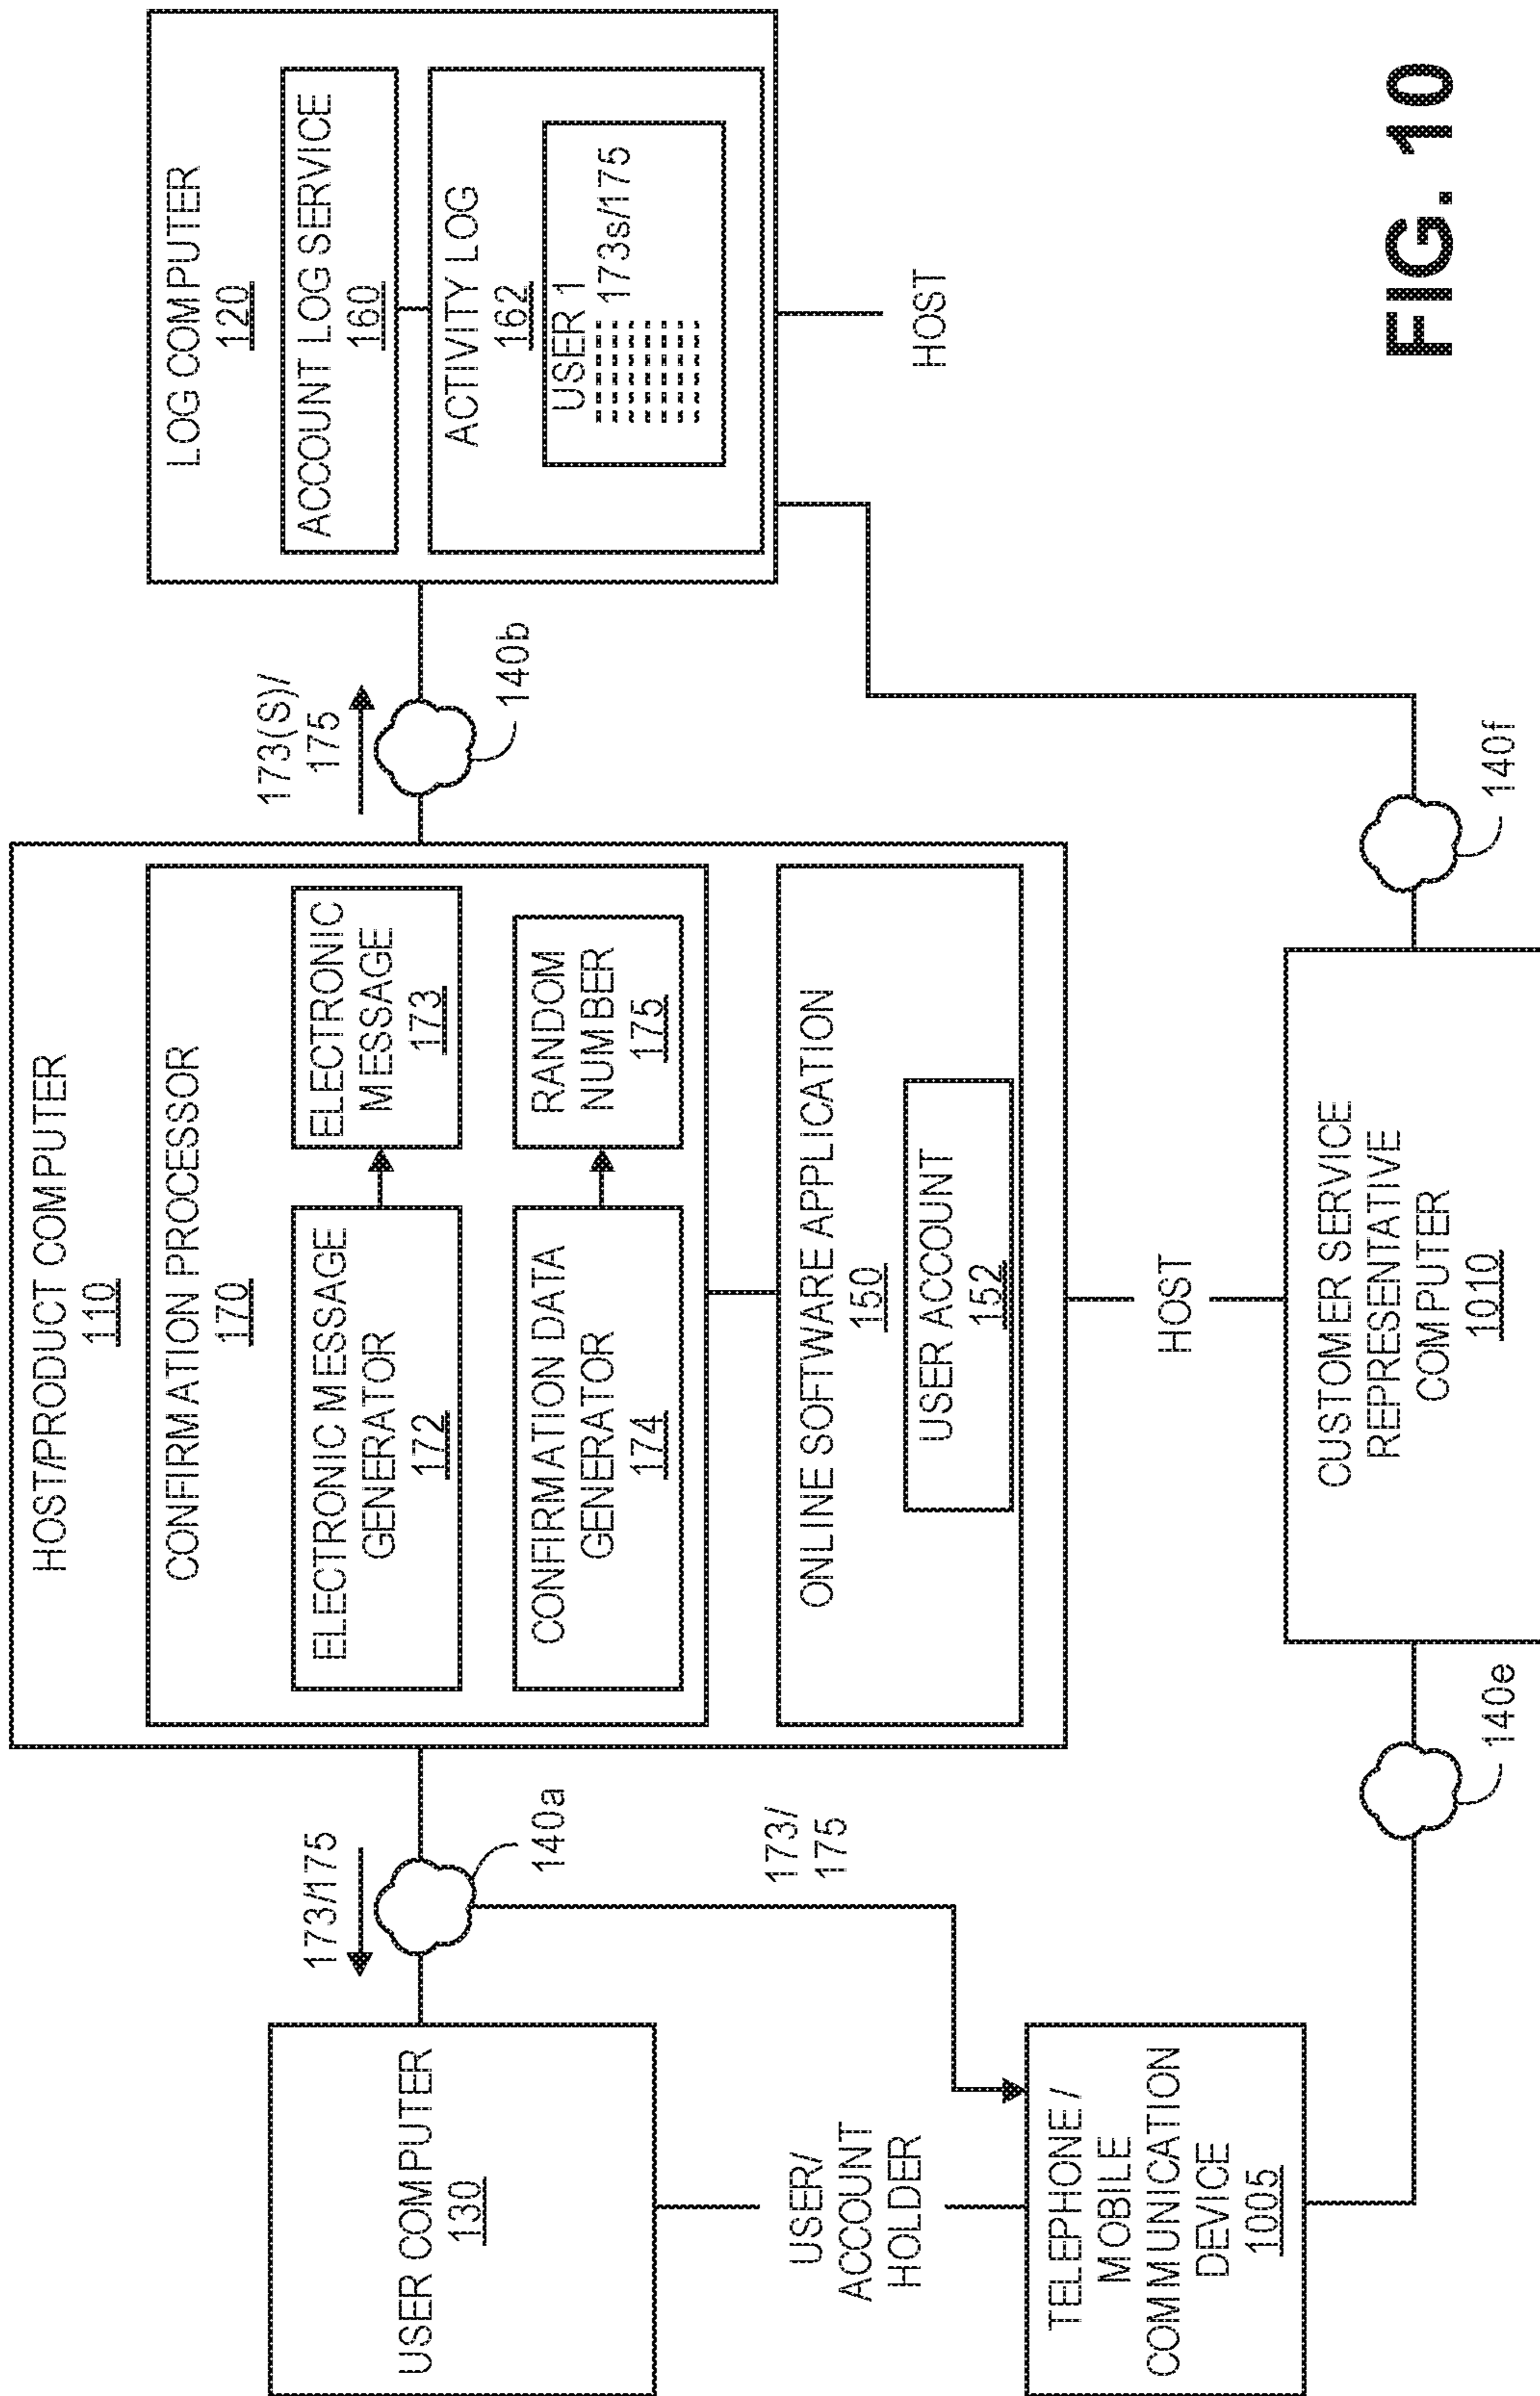 HOST/PRODUCT COMPUTER
110
CONFIRMATION PROCESSOR
170
ELECTRONIC MESSAGE
GENERATOR
172
ELECTRONIC
MESSAGE
173
CONFIRMATION DATA
GENERATOR
174
RANDOM
NUMBER
175
ONLINE SOFTWARE APPLICATION
150
USER ACCOUNT
152
LOG COMPUTER
120
ACCOUNT LOG SERVICE
160
ACTIVITY LOG
162
USER 1
173s/175
HOST
173(S)/
175
140b
173/175
140a
173/
175
USER COMPUTER
130
USER/
ACCOUNT
HOLDER
TELEPHONE /
MOBILE
COMMUNICATION
DEVICE
1005
140e
HOST
CUSTOMER SERVICE
REPRESENTATIVE
COMPUTER
1010
140f
FIG. 10